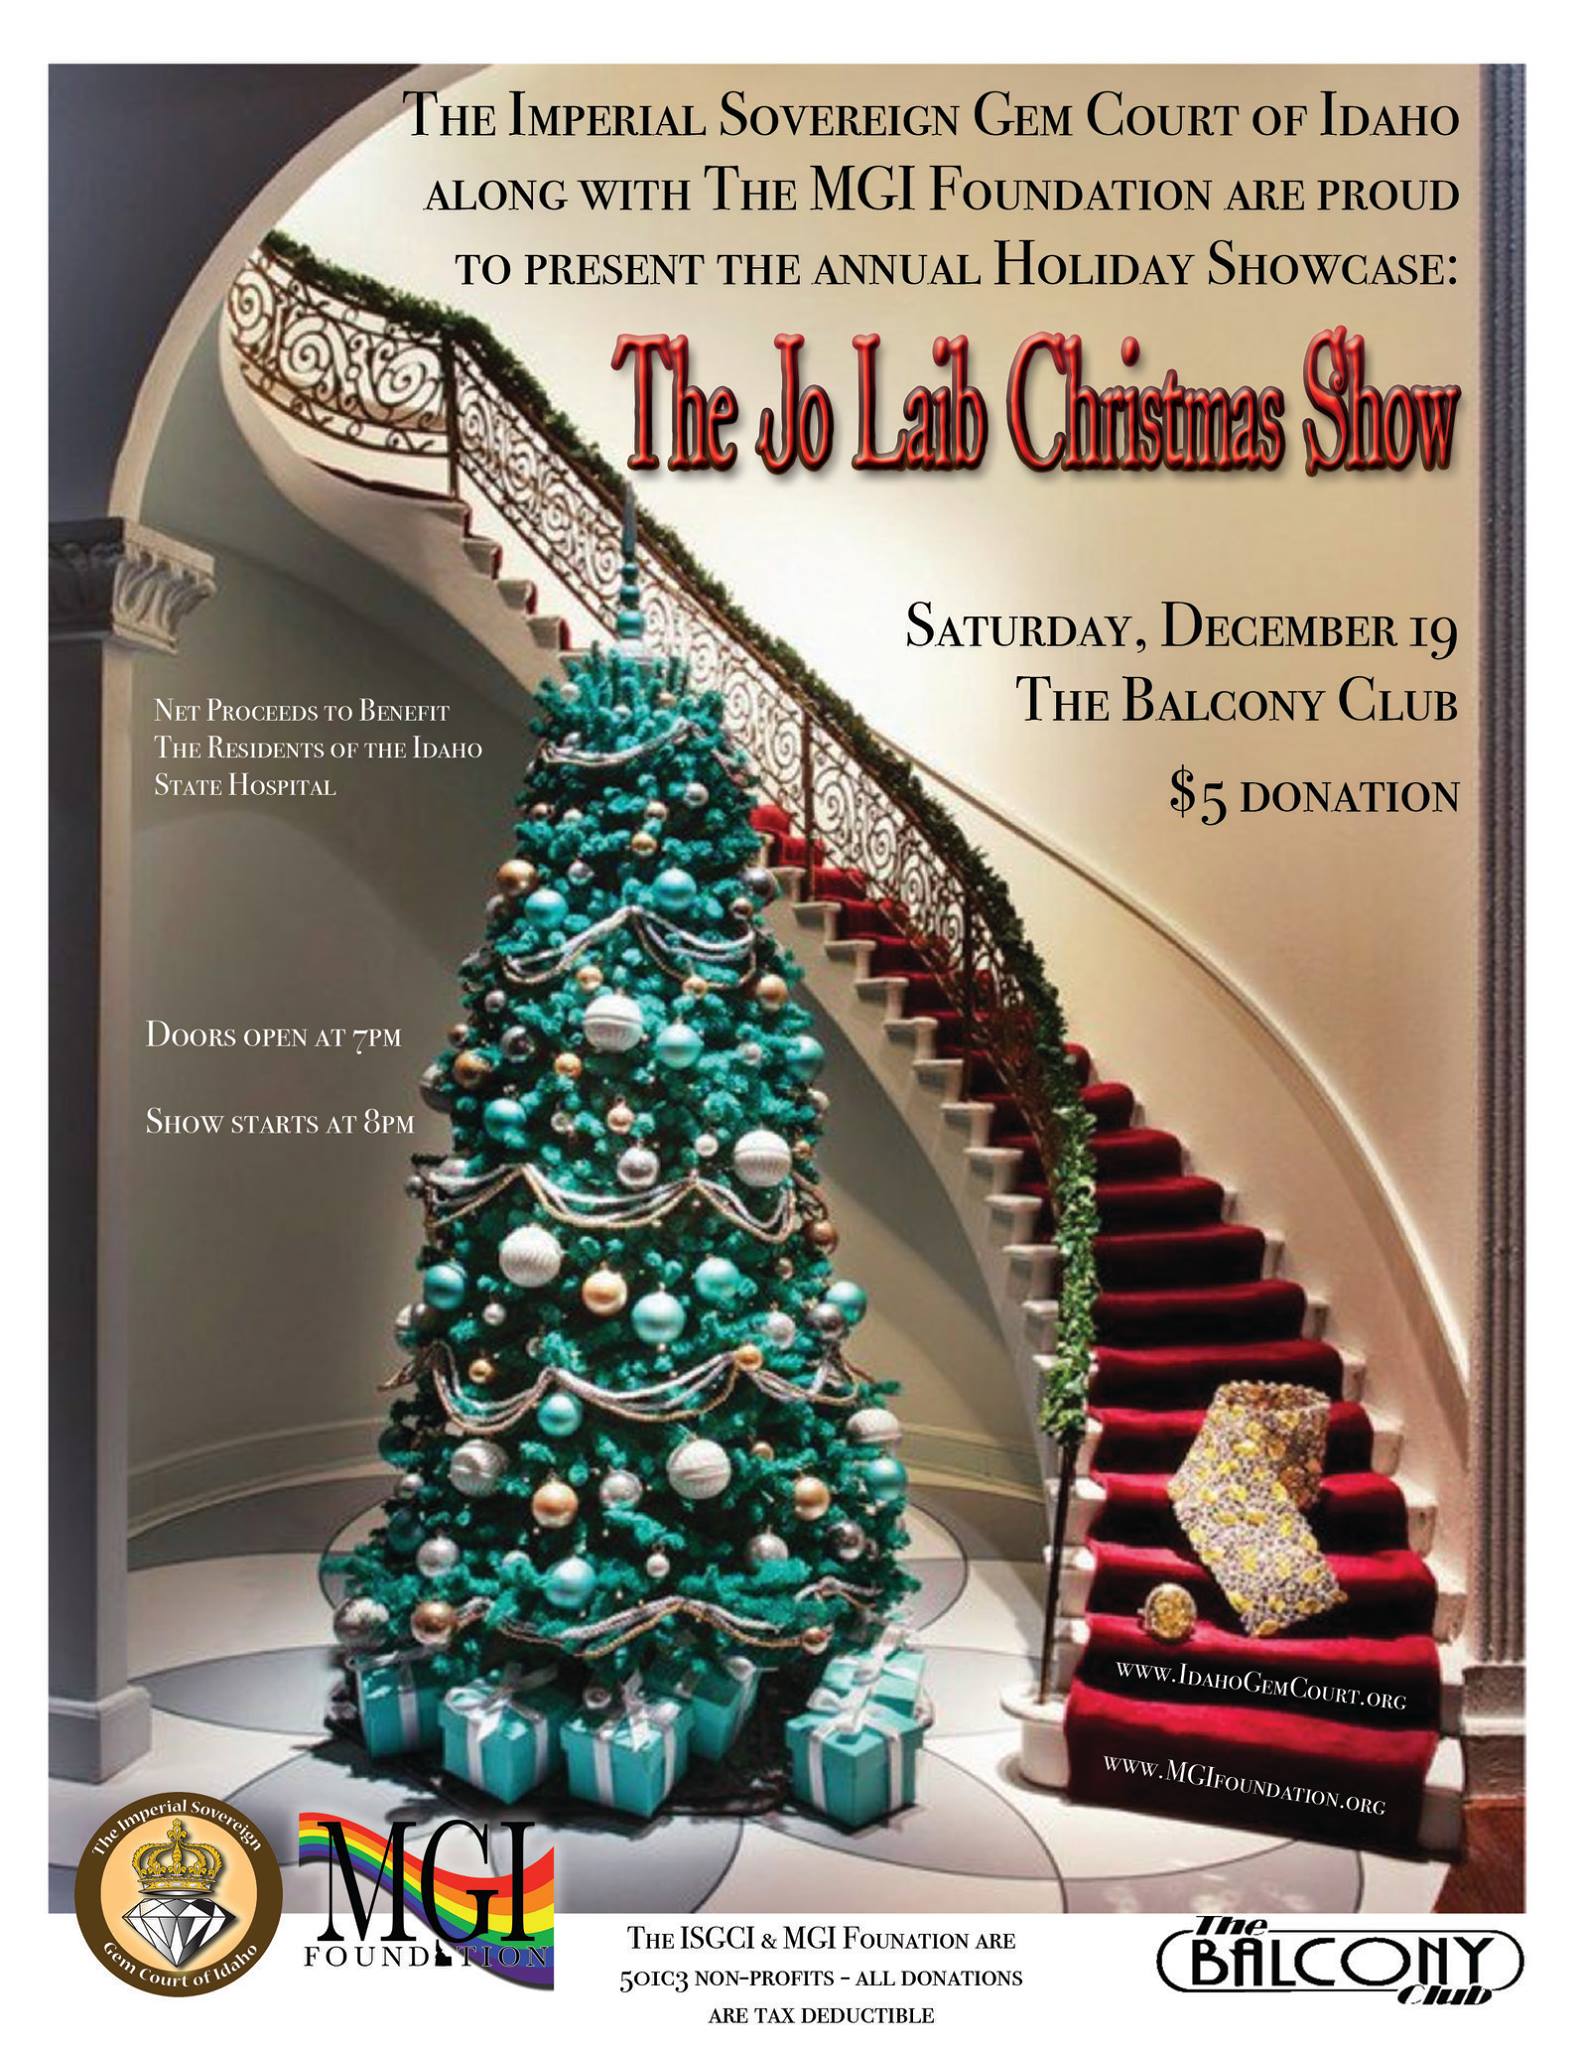 The Imperial Sovereign Gem Court of Idaho
along with The MGI Foundation are proud
to present the annual Holiday Showcase:
The Jo Laib Christmas Show
Saturday, December 19
The Balcony Club
$5 donation
Net Proceeds to Benefit
The Residents of the Idaho
State Hospital
Doors open at 7pm
Show starts at 8pm
www.IdahoGemCourt.org
www.MGIfoundation.org
The Imperial Sovereign
Gem Court of Idaho
MGI
FOUNDATION
The ISGCI & MGI Founation are
501c3 non-profits - all donations
are tax deductible
The
BALCONY
Club